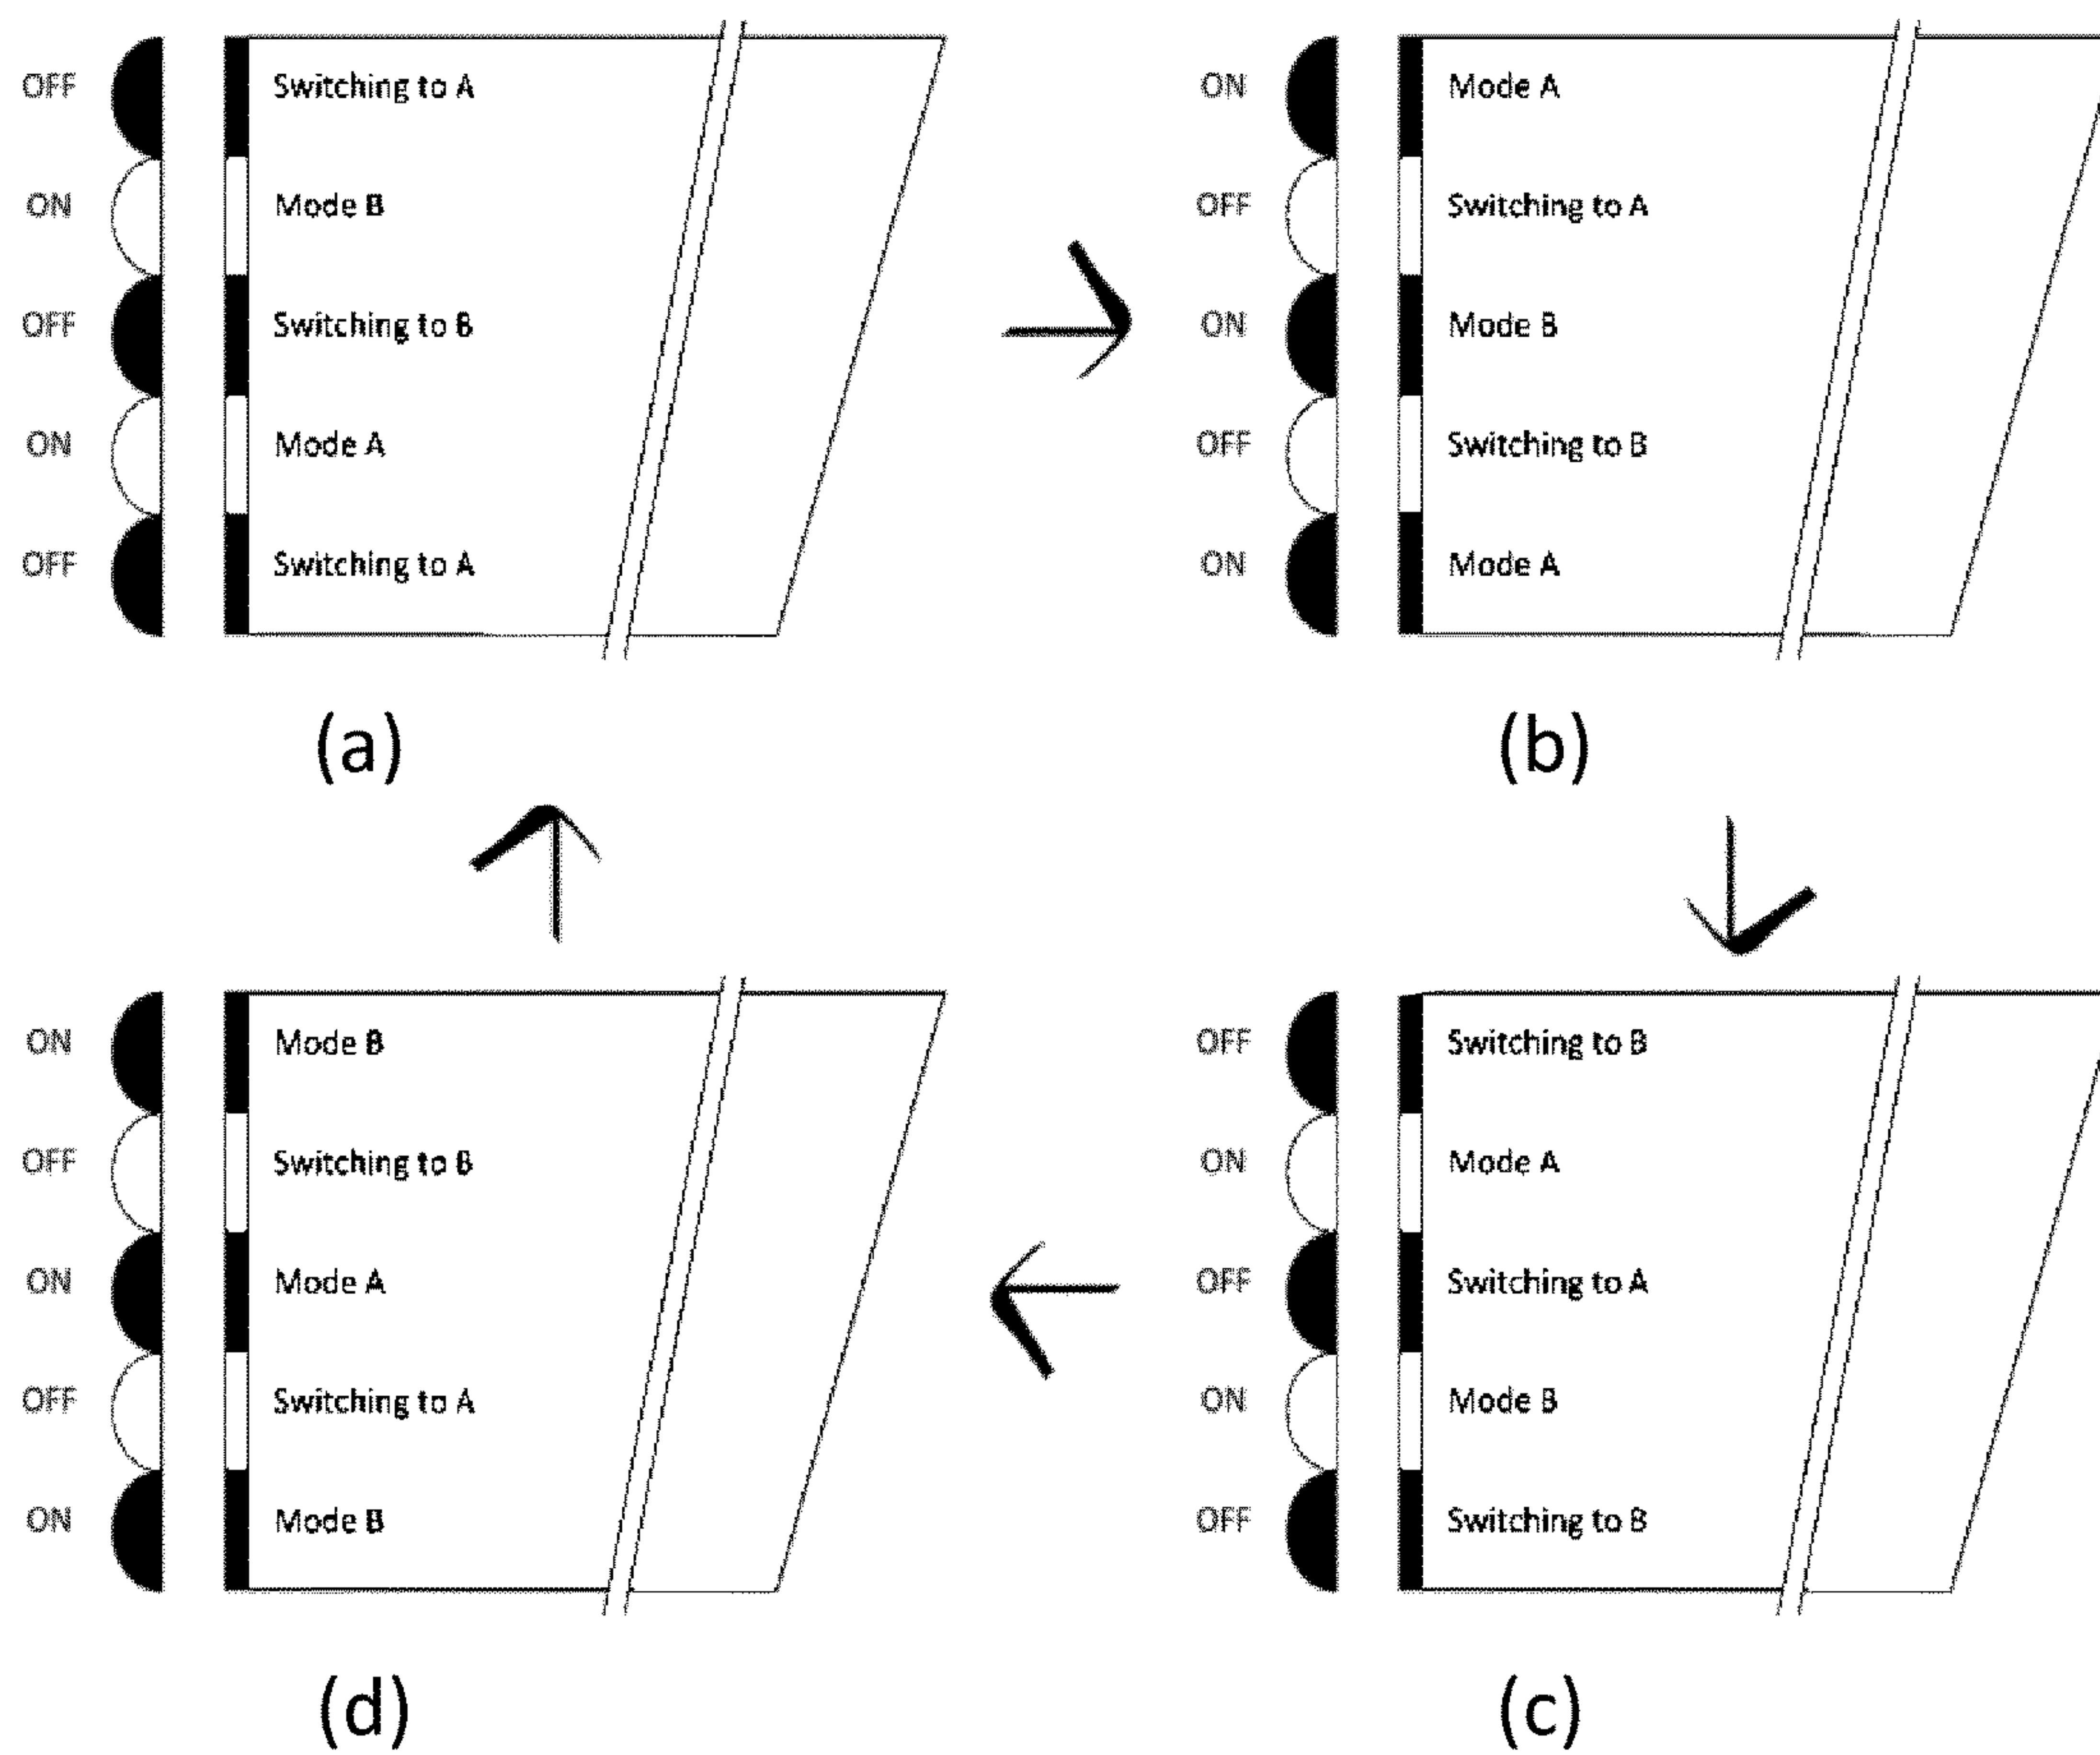 OFF Switching to A
ON Mode B
OFF Switching to B
ON Mode A
OFF Switching to A
(a)
ON Mode A
OFF Switching to A
ON Mode B
OFF Switching to B
ON Mode A
(b)
ON Mode B
OFF Switching to B
ON Mode A
OFF Switching to A
ON Mode B
(d)
OFF Switching to B
ON Mode A
OFF Switching to A
ON Mode B
OFF Switching to B
(c)